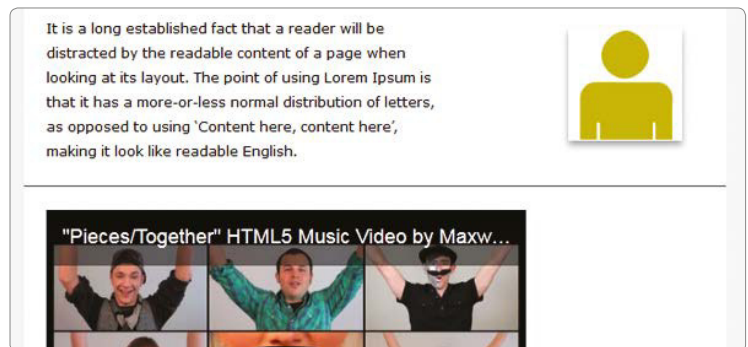 It is a long established fact that a reader will be
distracted by the readable content of a page when
looking at its layout. The point of using Lorem Ipsum is
that it has a more-or-less normal distribution of letters,
as opposed to using ‘Content here, content here’,
making it look like readable English.
"Pieces/Together" HTML5 Music Video by Maxw...